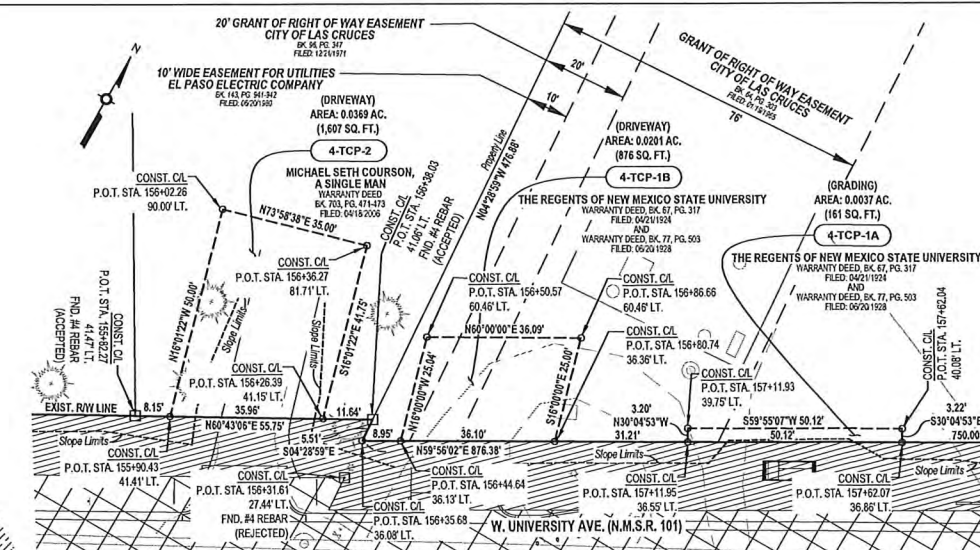 20' GRANT OF RIGHT OF WAY EASEMENT
CITY OF LAS CRUCES
BK. 96, PG. 347
FILED: 12/21/1971
10' WIDE EASEMENT FOR UTILITIES
EL PASO ELECTRIC COMPANY
BK. 143, PG. 941-942
FILED: 06/20/1980
N
20'
10'
GRANT OF RIGHT OF WAY EASEMENT
CITY OF LAS CRUCES
BK. 64, PG. 303
76'
(DRIVEWAY)
AREA: 0.0369 AC.
(1,607 SQ. FT.)
4-TCP-2
MICHAEL SETH COURSON,
A SINGLE MAN
WARRANTY DEED
BK. 703, PG. 471-473
FILED: 04/18/2006
(DRIVEWAY)
AREA: 0.0201 AC.
(876 SQ. FT.)
4-TCP-1B
THE REGENTS OF NEW MEXICO STATE UNIVERSITY
WARRANTY DEED, BK. 67, PG. 317
FILED: 04/21/1924
AND
WARRANTY DEED, BK. 77, PG. 503
FILED: 06/20/1928
(GRADING)
AREA: 0.0037 AC.
(161 SQ. FT.)
4-TCP-1A
THE REGENTS OF NEW MEXICO STATE UNIVERSITY
WARRANTY DEED, BK. 67, PG. 317
FILED: 04/21/1924
AND
WARRANTY DEED, BK. 77, PG. 503
FILED: 06/20/1928
CONST. C/L
P.O.T. STA. 156+02.26
90.00' LT.
N73°58'38"E 35.00'
CONST. C/L
P.O.T. STA. 156+36.27
81.71' LT.
CONST. C/L
P.O.T. STA. 156+38.03
41.06' LT.
FND. #4 REBAR
(ACCEPTED)
Property Line
N04°28'59"W 476.88'
CONST. C/L
P.O.T. STA. 156+50.57
60.46' LT.
N60°00'00"E 36.09'
CONST. C/L
P.O.T. STA. 156+86.66
60.46' LT.
CONST. C/L
P.O.T. STA. 156+80.74
36.36' LT.
CONST. C/L
P.O.T. STA. 157+11.93
39.75' LT.
CONST. C/L
P.O.T. STA. 157+62.04
40.08' LT.
CONST. C/L
P.O.T. STA. 155+82.27
41.47' LT.
FND. #4 REBAR
(ACCEPTED)
N16°01'22"W 50.00'
Slope Limits
Slope Limits
S16°01'22"E 41.75'
N16°00'00"W 25.04'
S16°00'00"E 25.00'
CONST. C/L
P.O.T. STA. 156+26.39
41.15' LT.
EXIST. R/W LINE
8.15'
35.96'
11.64'
N60°43'06"E 55.75'
5.51'
S04°28'59"E
8.95'
36.10'
N59°56'02"E 876.38'
31.21'
3.20'
N30°04'53"W
S59°55'07"W 50.12'
50.12'
3.22'
S30°04'53"E
750.00
Slope Limits
Slope Limits
Slope Limits
CONST. C/L
P.O.T. STA. 155+90.43
41.41' LT.
CONST. C/L
P.O.T. STA. 156+31.61
27.44' LT.
FND. #4 REBAR
(REJECTED)
CONST. C/L
P.O.T. STA. 156+44.64
36.13' LT.
CONST. C/L
P.O.T. STA. 156+35.68
36.08' LT.
CONST. C/L
P.O.T. STA. 157+11.95
36.55' LT.
CONST. C/L
P.O.T. STA. 157+62.07
36.86' LT.
W. UNIVERSITY AVE. (N.M.S.R. 101)